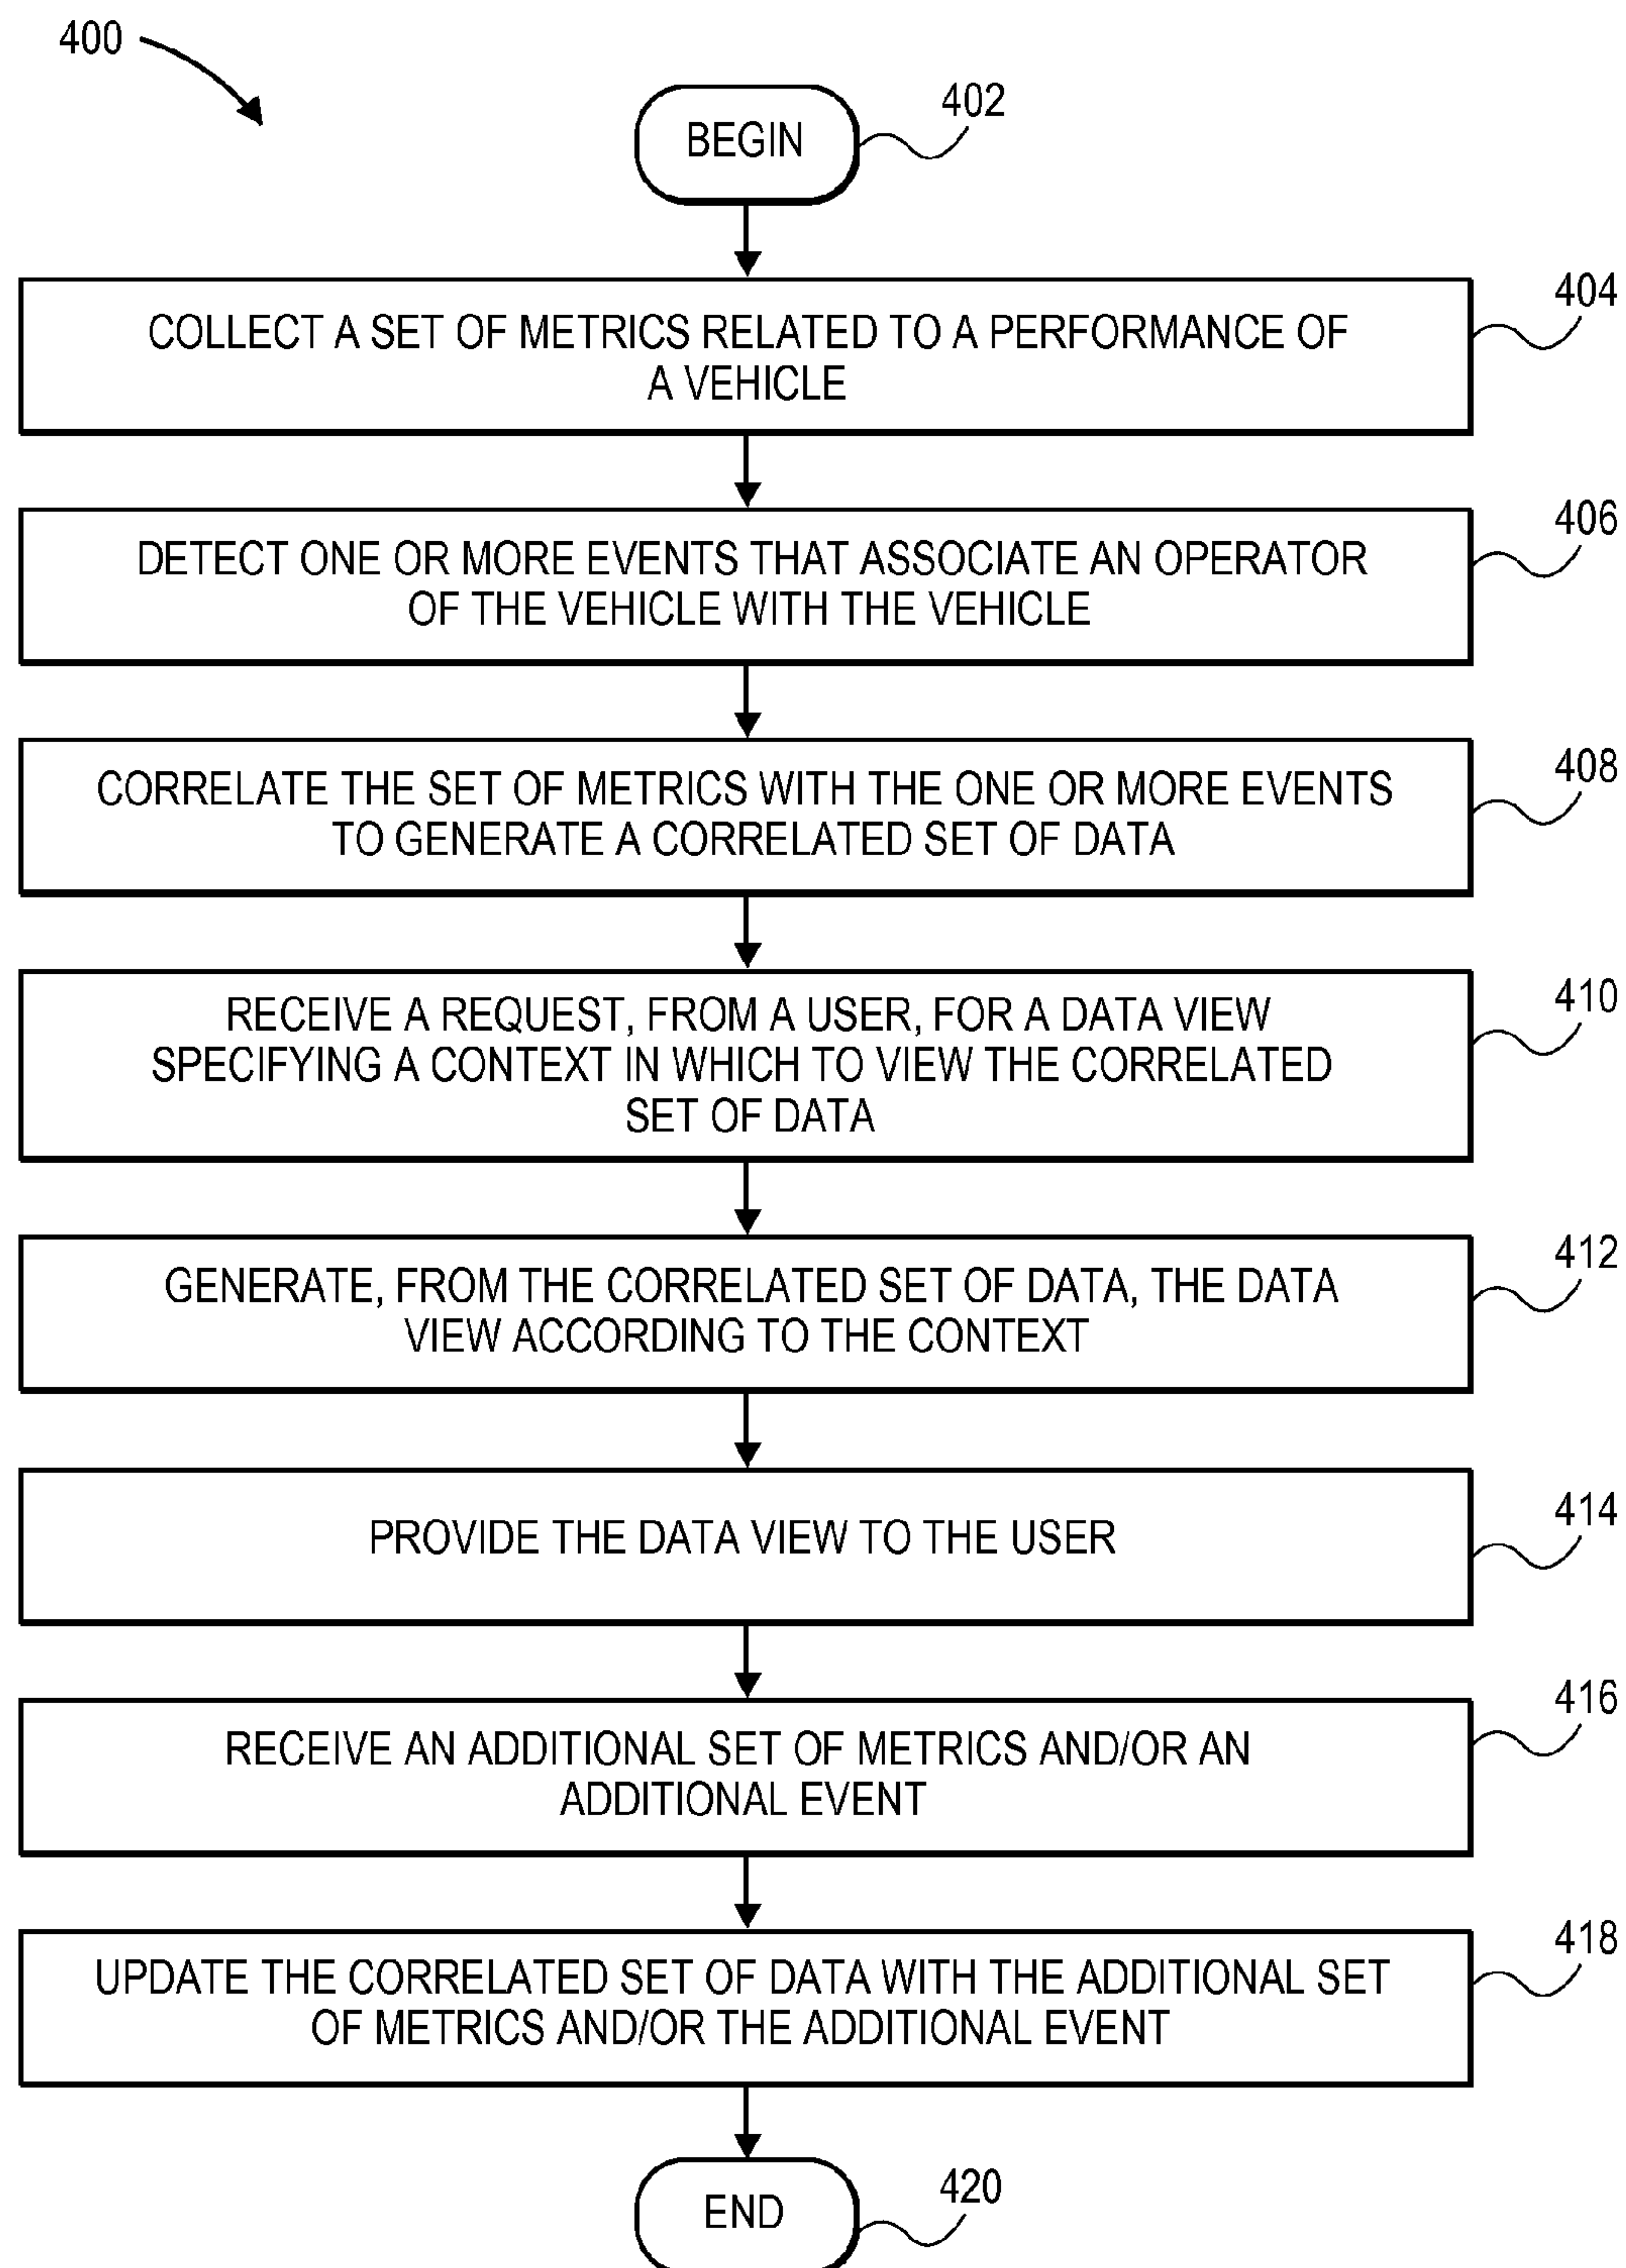 400
BEGIN
402
COLLECT A SET OF METRICS RELATED TO A PERFORMANCE OF
A VEHICLE
404
DETECT ONE OR MORE EVENTS THAT ASSOCIATE AN OPERATOR
OF THE VEHICLE WITH THE VEHICLE
406
CORRELATE THE SET OF METRICS WITH THE ONE OR MORE EVENTS
TO GENERATE A CORRELATED SET OF DATA
408
RECEIVE A REQUEST, FROM A USER, FOR A DATA VIEW
SPECIFYING A CONTEXT IN WHICH TO VIEW THE CORRELATED
SET OF DATA
410
GENERATE, FROM THE CORRELATED SET OF DATA, THE DATA
VIEW ACCORDING TO THE CONTEXT
412
PROVIDE THE DATA VIEW TO THE USER
414
RECEIVE AN ADDITIONAL SET OF METRICS AND/OR AN
ADDITIONAL EVENT
416
UPDATE THE CORRELATED SET OF DATA WITH THE ADDITIONAL SET
OF METRICS AND/OR THE ADDITIONAL EVENT
418
END
420